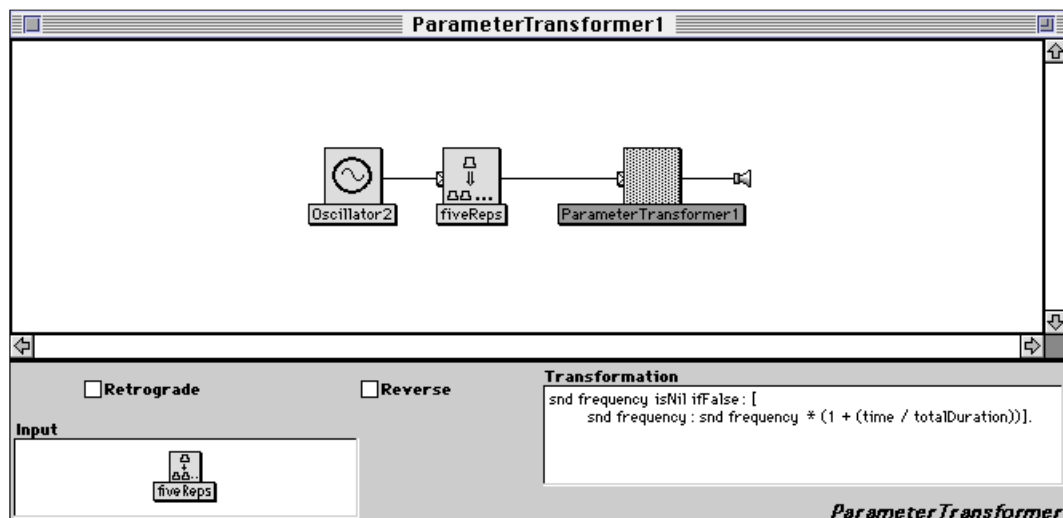 ParameterTransformer1
Oscillator2
fiveReps
ParameterTransformer1
Retrograde
Reverse
Transformation
snd frequency isNil ifFalse: [
snd frequency: snd frequency * (1 + (time / totalDuration))].
Input
fiveReps
ParameterTransformer